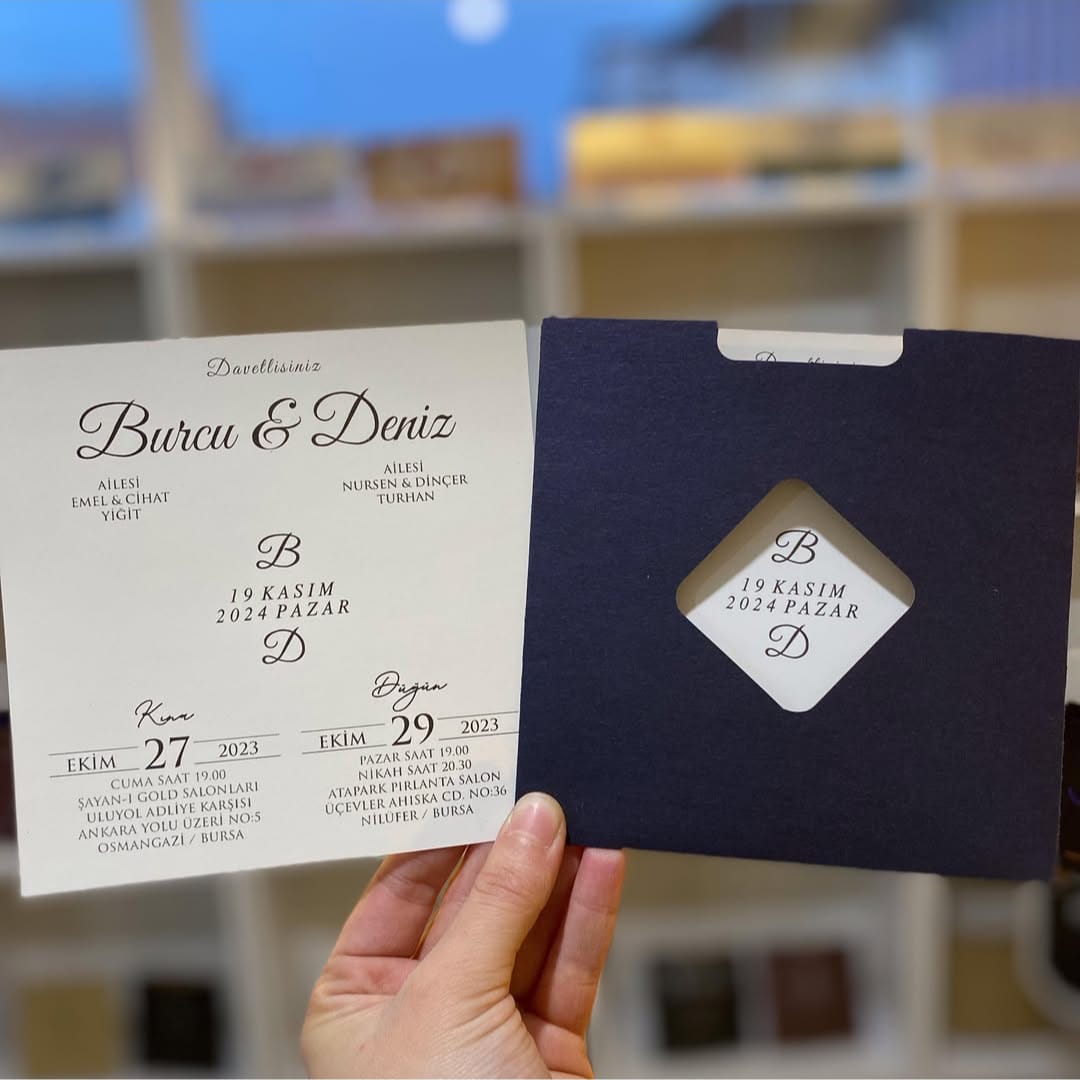 Davetlisiniz
Burcu & Deniz
AİLESİ
EMEL & CİHAT
YİĞİT
AİLESİ
NURSEN & DİNÇER
TURHAN
B
19 KASIM
2024 PAZAR
D
Kına
EKİM 27 2023
CUMA SAAT 19.00
ŞAYAN-I GOLD SALONLARI
ULUYOL ADLİYE KARŞISI
ANKARA YOLU ÜZERİ NO:5
OSMANGAZİ / BURSA
Düğün
EKİM 29 2023
PAZAR SAAT 19.00
NİKAH SAAT 20.30
ATAPARK PIRLANTA SALON
ÜÇEVLER AHISKA CD. NO:36
NİLÜFER / BURSA
B
19 KASIM
2024 PAZAR
D